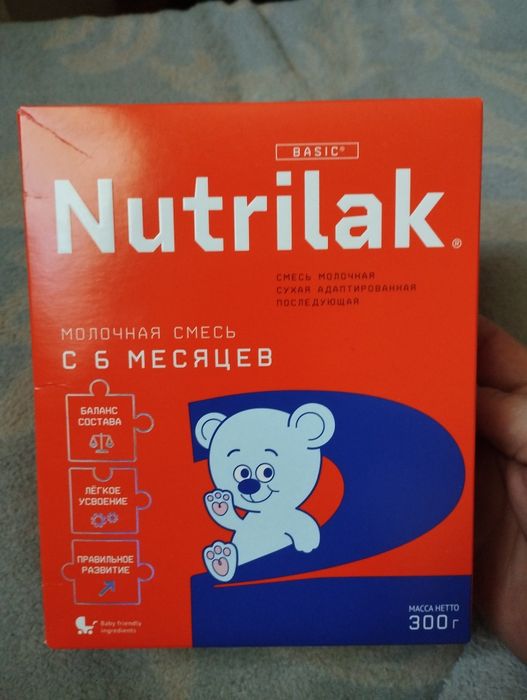 BASIC®
Nutrilak®
СМЕСЬ МОЛОЧНАЯ
СУХАЯ АДАПТИРОВАННАЯ
ПОСЛЕДУЮЩАЯ
МОЛОЧНАЯ СМЕСЬ
С 6 МЕСЯЦЕВ
БАЛАНС
СОСТАВА
ЛЁГКОЕ
УСВОЕНИЕ
ПРАВИЛЬНОЕ
РАЗВИТИЕ
2
Baby friendly
ingredients
МАССА НЕТТО
300 г